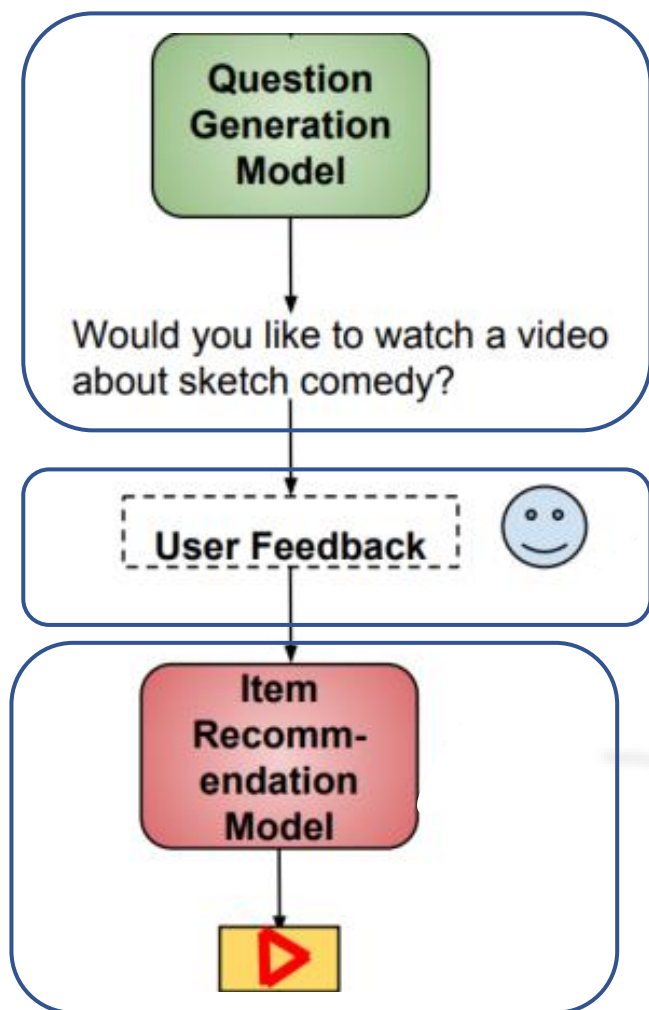 Question
Generation
Model
Would you like to watch a video
about sketch comedy?
User Feedback
Item
Recomm-
endation
Model